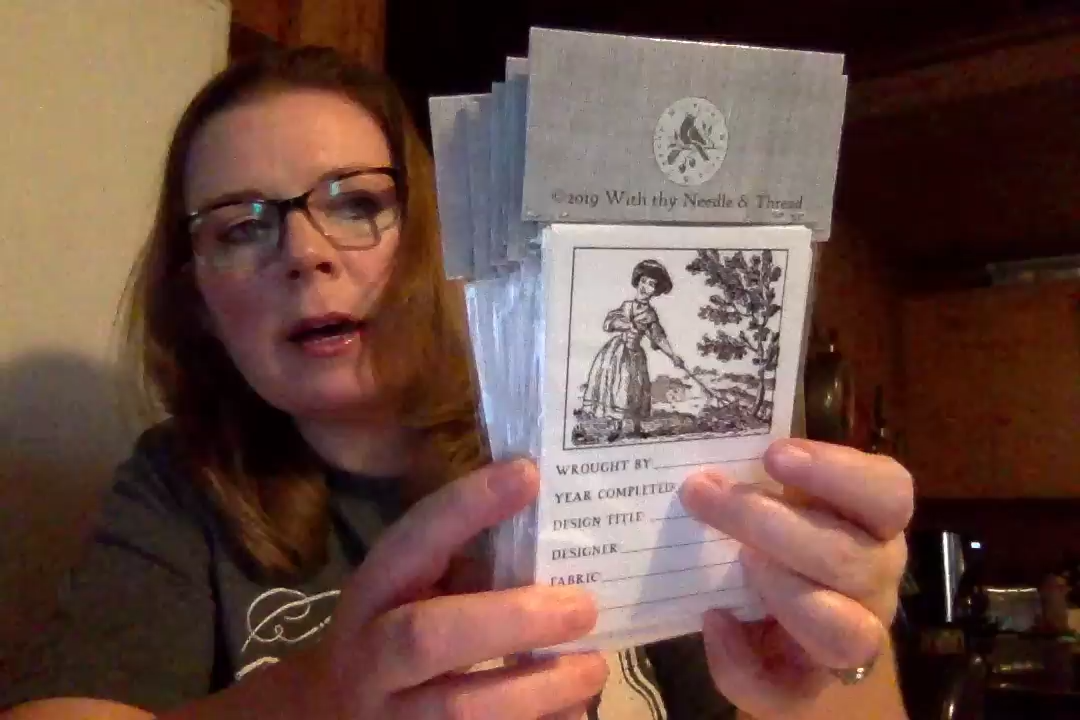 ©2019 With thy Needle & Thread
WROUGHT BY
YEAR COMPLETED
DESIGN TITLE
DESIGNER
FABRIC